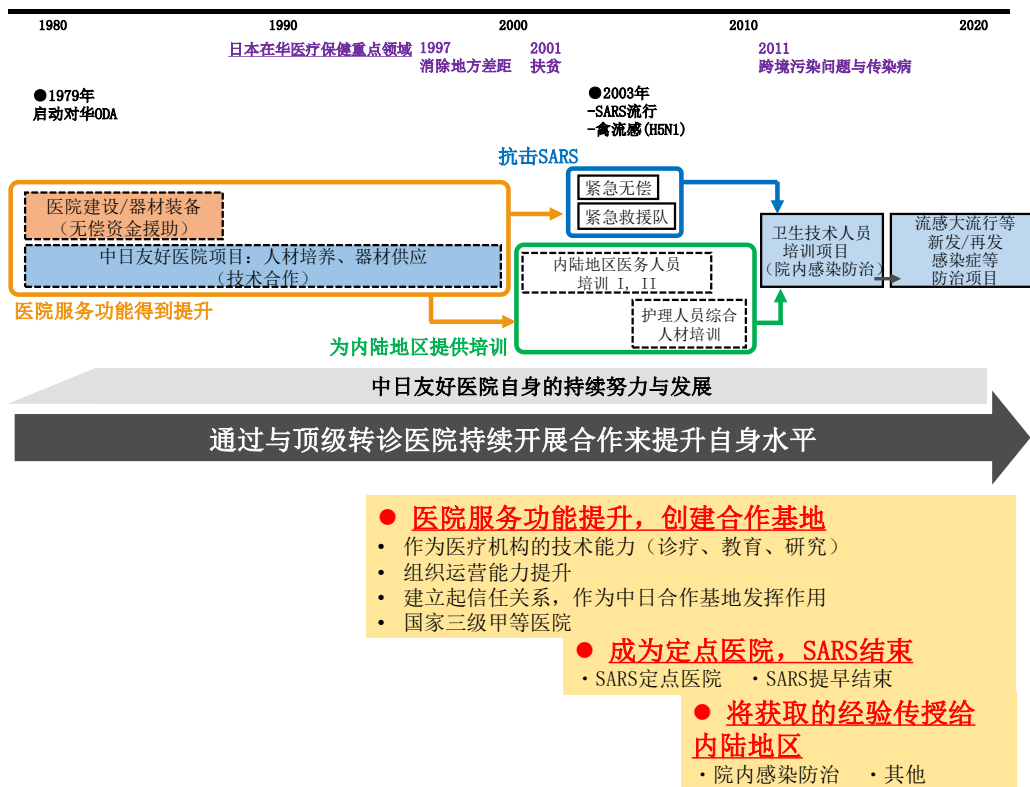 1980 1990 2000 2010 2020
日本在华医疗保健重点领域
1997
消除地方差距
2001
扶贫
2011
跨境污染问题与传染病
●1979年
启动对华ODA
●2003年
-SARS流行
-禽流感(H5N1)
抗击SARS
紧急无偿
紧急救援队
医院建设/器材装备
(无偿资金援助)
中日友好医院项目：人材培养、器材供应
(技术合作)
医院服务功能得到提升
内陆地区医务人员
培训 I, II
护理人员综合
人材培训
为内陆地区提供培训
卫生技术人员
培训项目
(院内感染防治)
流感大流行等
新发/再发
感染症等
防治项目
中日友好医院自身的持续努力与发展
通过与顶级转诊医院持续开展合作来提升自身水平
● 医院服务功能提升，创建合作基地
• 作为医疗机构的技术能力（诊疗、教育、研究）
• 组织运营能力提升
• 建立起信任关系，作为中日合作基地发挥作用
• 国家三级甲等医院
● 成为定点医院，SARS结束
・SARS定点医院 ・SARS提早结束
● 将获取的经验传授给
内陆地区
・院内感染防治 ・其他